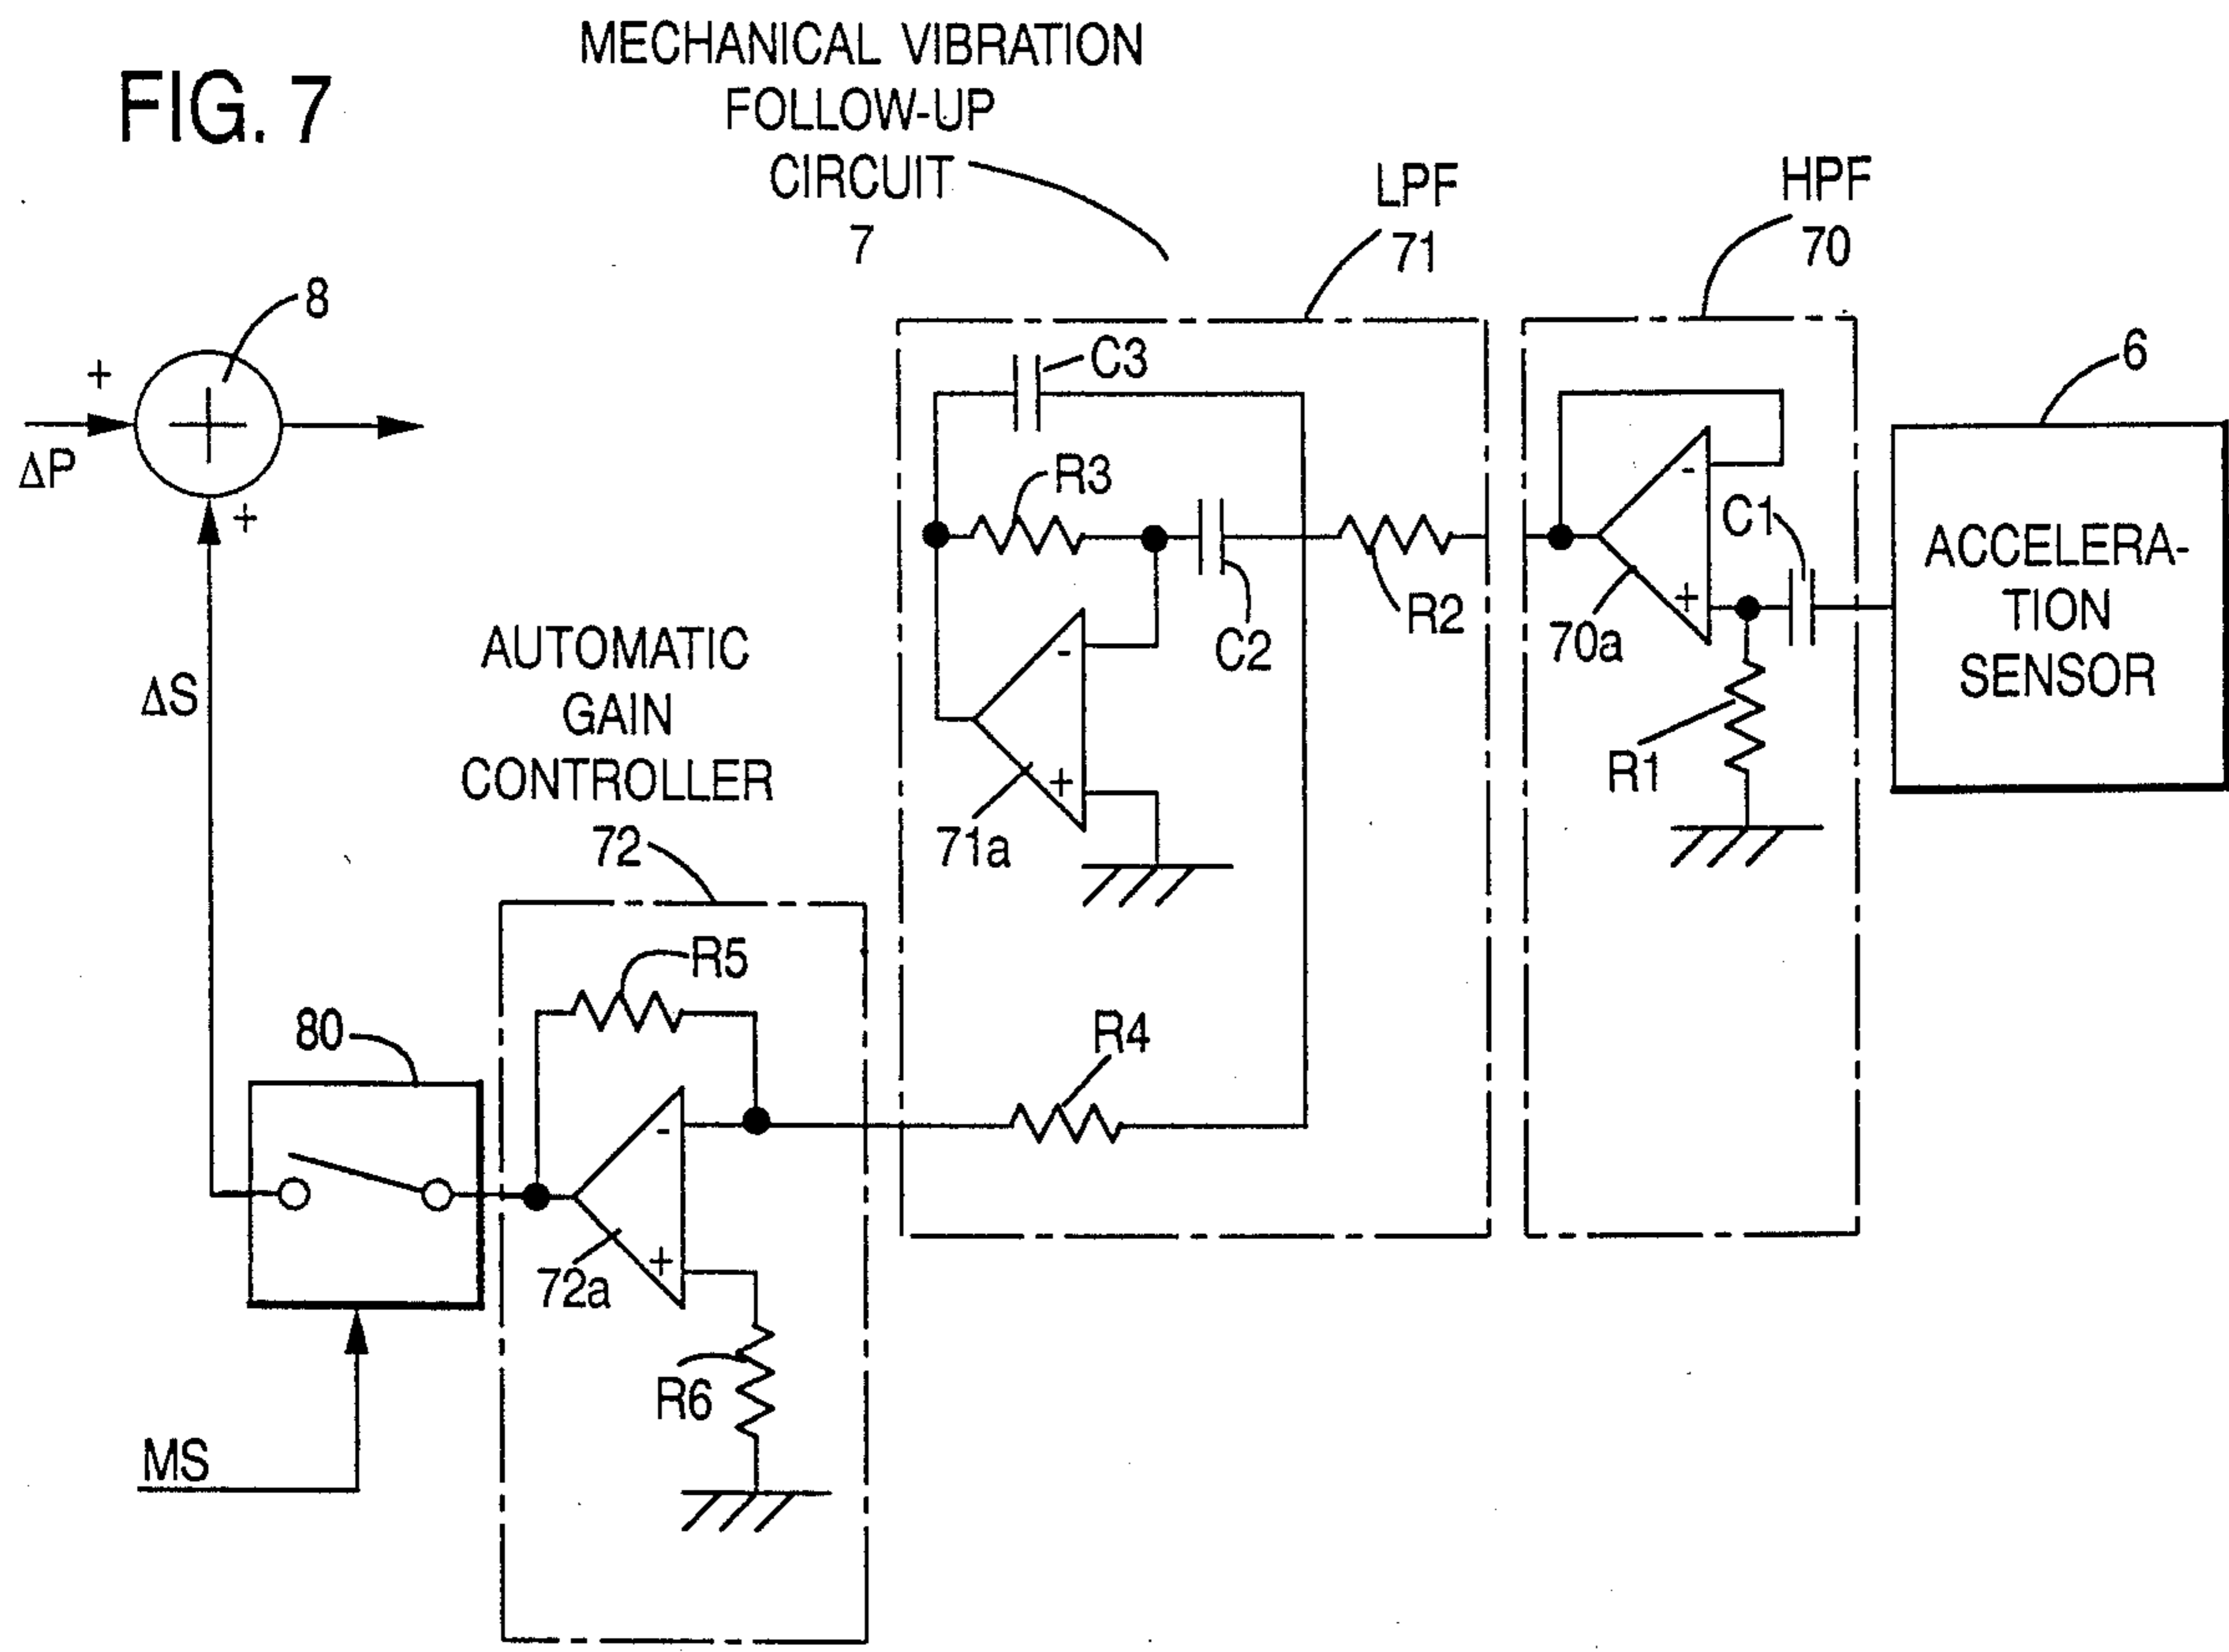 FIG. 7
MECHANICAL VIBRATION
FOLLOW-UP
CIRCUIT
7
LPF
71
HPF
70
8
+
ΔP
+
ΔS
C3
R3
C2
R2
-
+
71a
R4
-
+
70a
C1
R1
6
ACCELERA-
TION
SENSOR
AUTOMATIC
GAIN
CONTROLLER
72
R5
-
+
72a
R6
80
MS